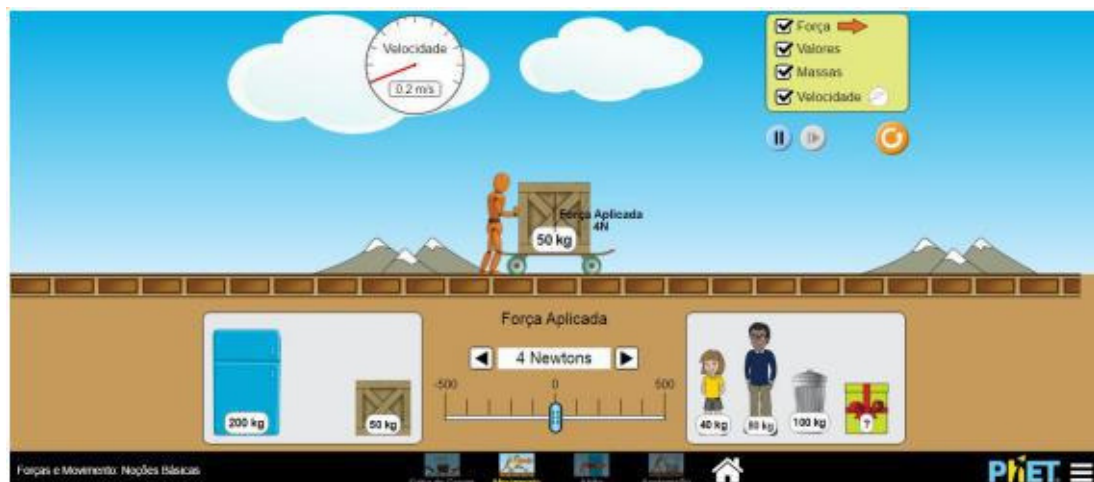 Velocidade
0.2 m/s
Força
Valores
Massas
Velocidade
Força Aplicada
4N
50 kg
Força Aplicada
4 Newtons
-500
0
500
200 kg
50 kg
40 kg
80 kg
100 kg
?
Forças e Movimento: Noções Básicas
Movimento
PhET